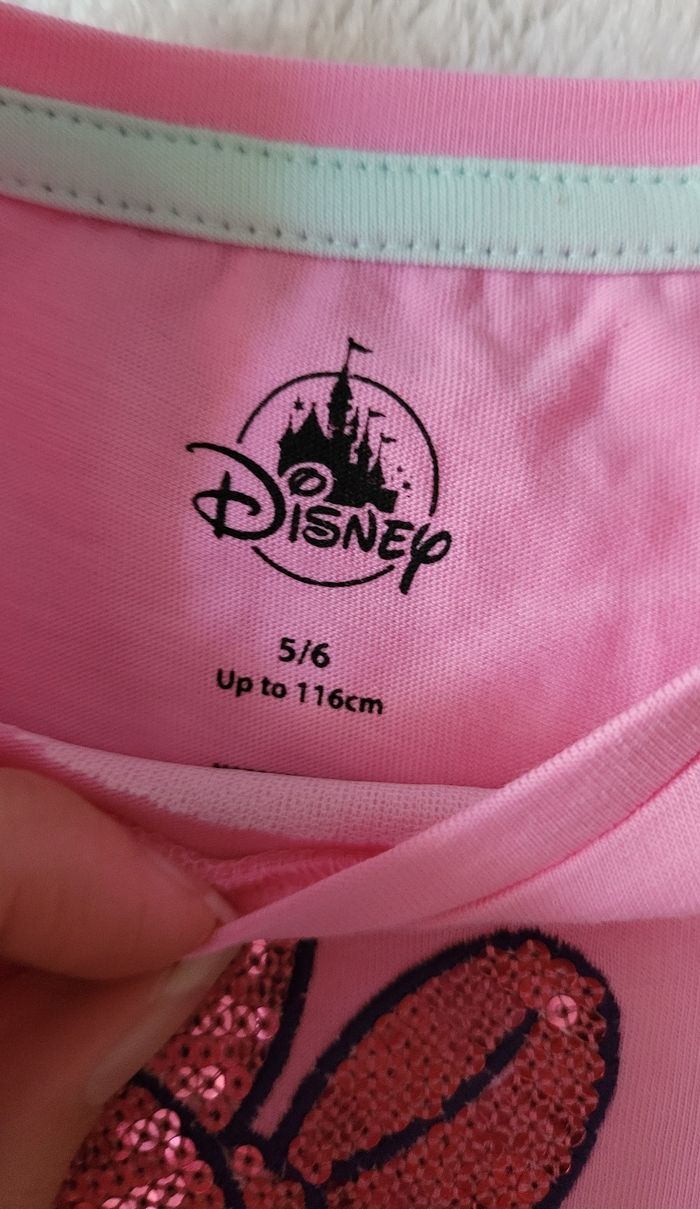 Disney
5/6
Up to 116cm